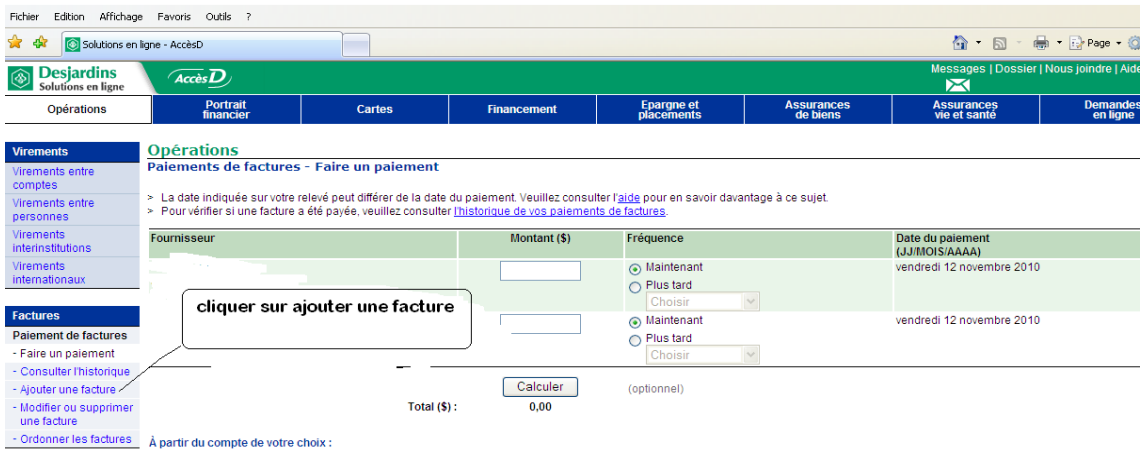 Fichier Edition Affichage Favoris Outils ?
Solutions en ligne - AccèsD
Page
Desjardins
Solutions en ligne
AccèsD
Messages | Dossier | Nous joindre | Aide
Opérations
Portrait financier
Cartes
Financement
Epargne et placements
Assurances de biens
Assurances vie et santé
Demandes en ligne
Virements
Virements entre
comptes
Virements entre
personnes
Virements
interinstitutions
Virements
internationaux
Factures
Paiement de factures
- Faire un paiement
- Consulter l'historique
- Ajouter une facture
- Modifier ou supprimer
une facture
- Ordonner les factures
Opérations
Paiements de factures - Faire un paiement
> La date indiquée sur votre relevé peut différer de la date du paiement. Veuillez consulter l'aide pour en savoir davantage à ce sujet.
> Pour vérifier si une facture a été payée, veuillez consulter l'historique de vos paiements de factures.
Fournisseur Montant ($) Fréquence Date du paiement
(JJ/MOIS/AAAA)
Maintenant vendredi 12 novembre 2010
Plus tard
Choisir
cliquer sur ajouter une facture
Maintenant vendredi 12 novembre 2010
Plus tard
Choisir
Calculer (optionnel)
Total ($) : 0,00
À partir du compte de votre choix :